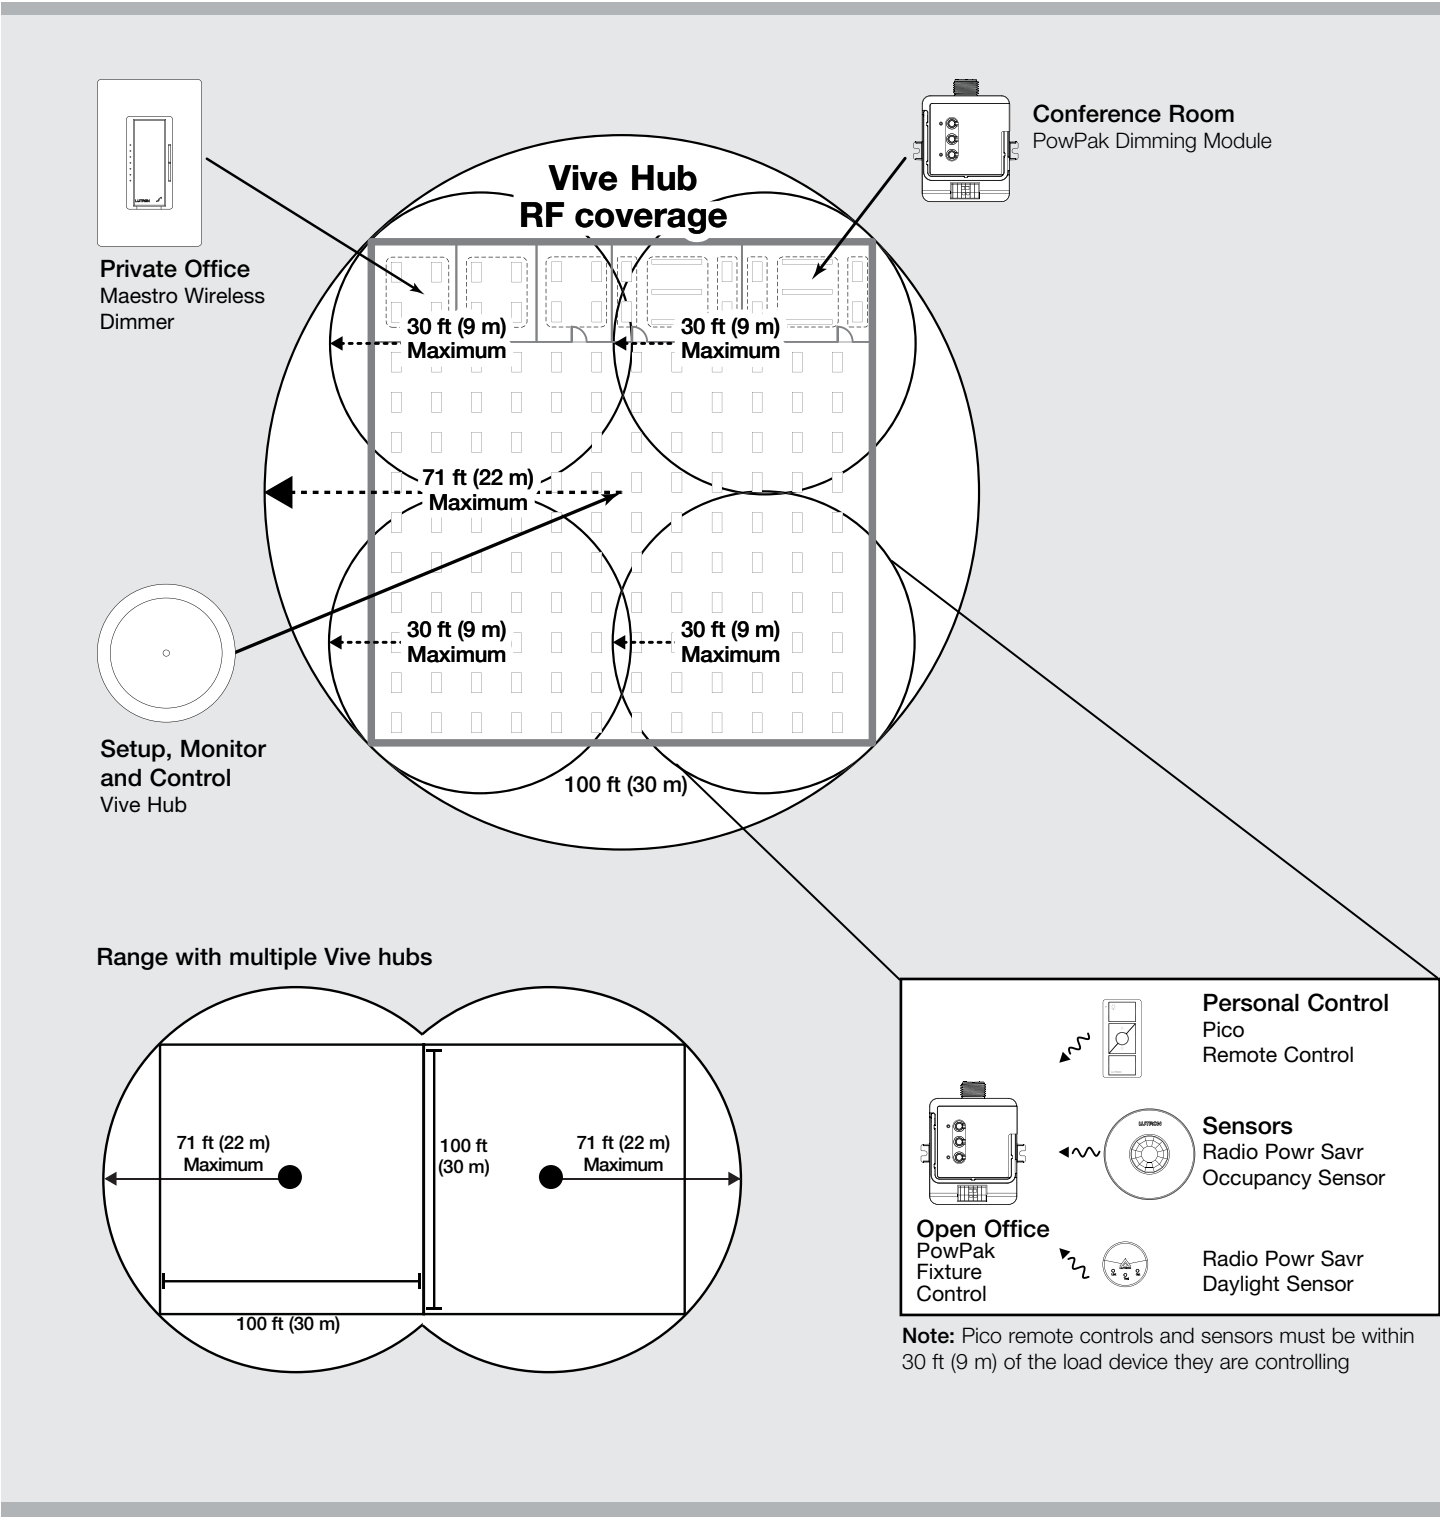 Vive Hub
RF coverage
Conference Room
PowPak Dimming Module
LUTRON
Private Office
Maestro Wireless
Dimmer
30 ft (9 m)
Maximum
30 ft (9 m)
Maximum
71 ft (22 m)
Maximum
30 ft (9 m)
Maximum
30 ft (9 m)
Maximum
Setup, Monitor
and Control
Vive Hub
100 ft (30 m)
Range with multiple Vive hubs
71 ft (22 m)
Maximum
100 ft
(30 m)
71 ft (22 m)
Maximum
100 ft (30 m)
Personal Control
Pico
Remote Control
LUTRON
Sensors
Radio Powr Savr
Occupancy Sensor
Open Office
PowPak
Fixture
Control
Radio Powr Savr
Daylight Sensor
Note: Pico remote controls and sensors must be within
30 ft (9 m) of the load device they are controlling